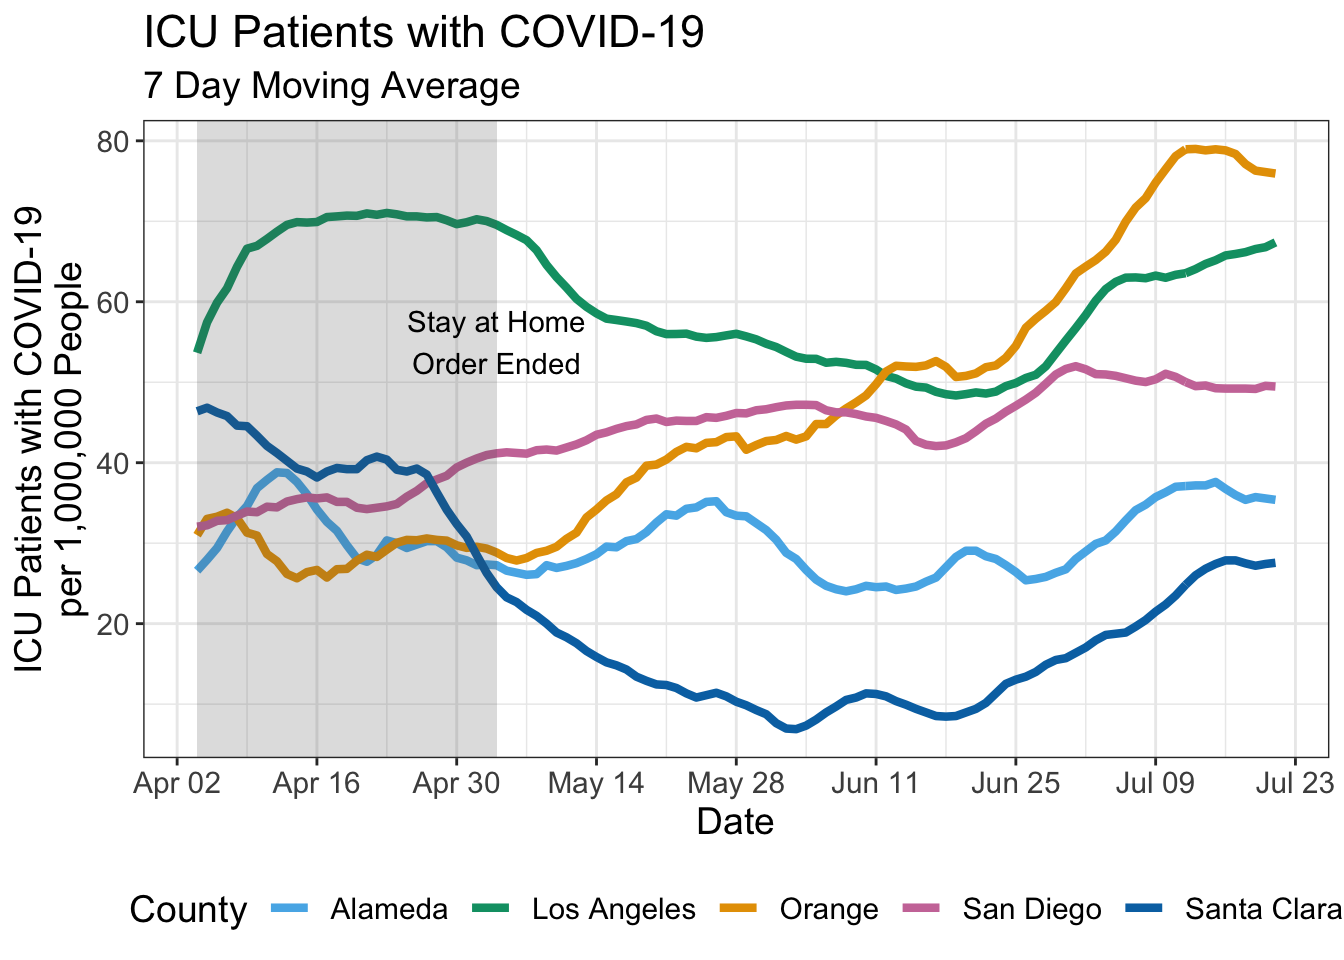 ICU Patients with COVID-19
7 Day Moving Average
ICU Patients with COVID-19
per 1,000,000 People
80
60
40
20
Stay at Home
Order Ended
Apr 02 Apr 16 Apr 30 May 14 May 28 Jun 11 Jun 25 Jul 09 Jul 23
Date
County Alameda Los Angeles Orange San Diego Santa Clara